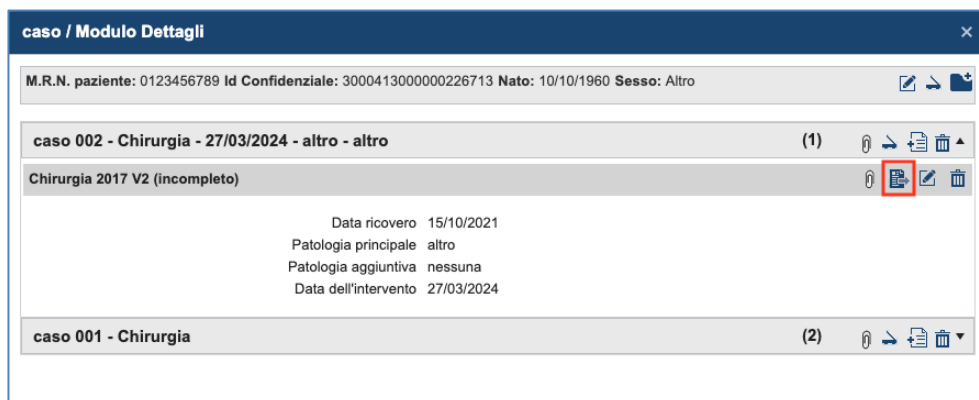 caso / Modulo Dettagli
M.R.N. paziente: 0123456789 Id Confidenziale: 3000413000000226713 Nato: 10/10/1960 Sesso: Altro
caso 002 - Chirurgia - 27/03/2024 - altro - altro (1)
Chirurgia 2017 V2 (incompleto)
Data ricovero 15/10/2021
Patologia principale altro
Patologia aggiuntiva nessuna
Data dell'intervento 27/03/2024
caso 001 - Chirurgia (2)